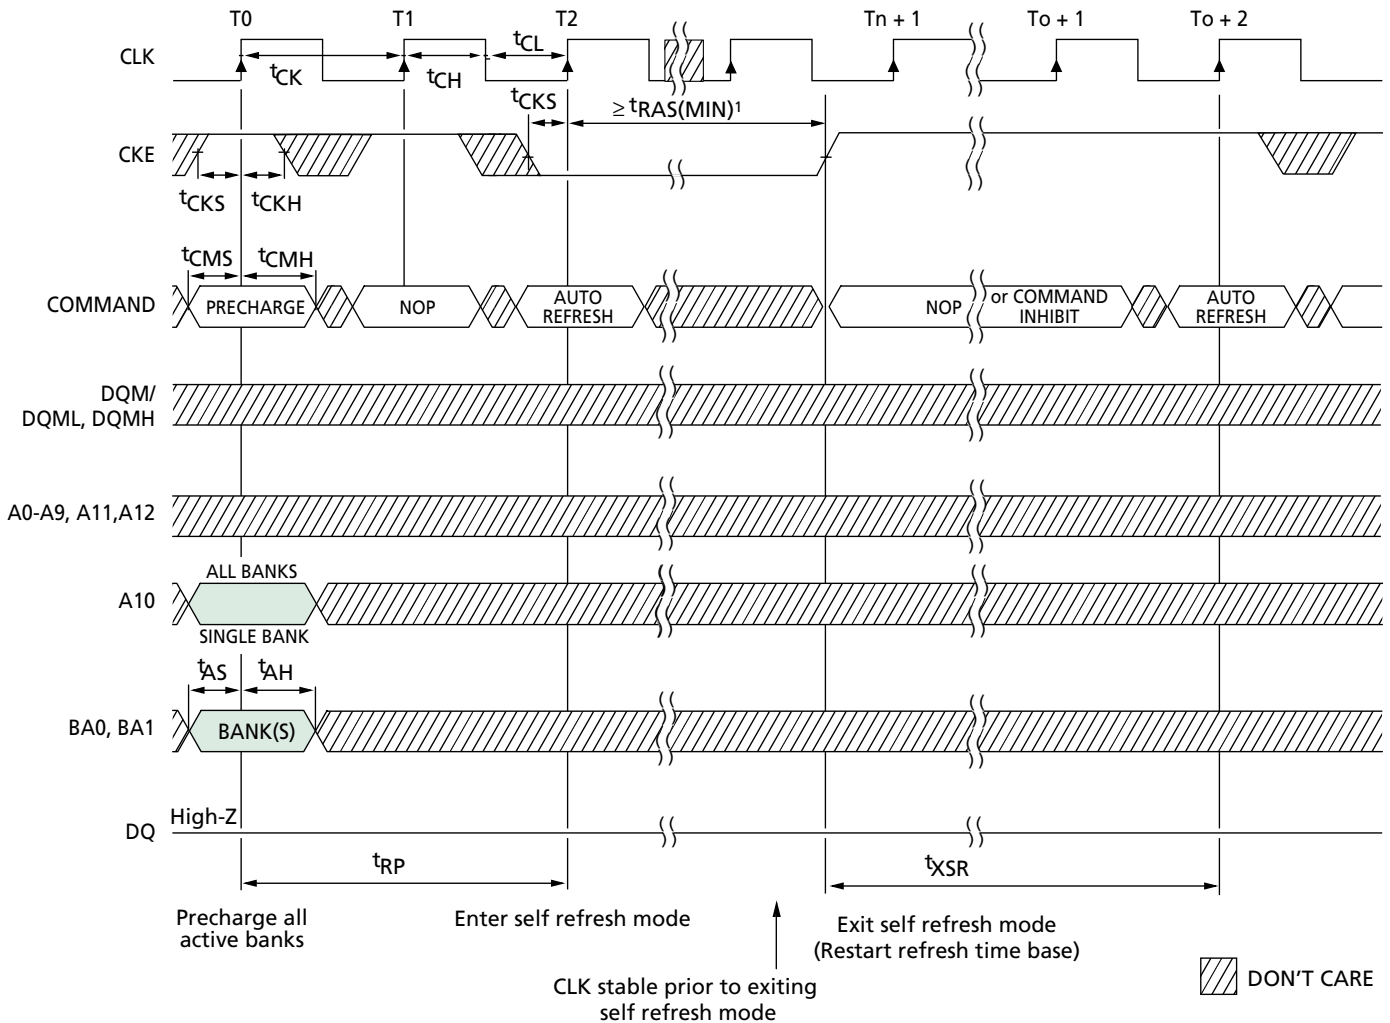 T0 T1 T2 Tn + 1 To + 1 To + 2
CLK
tCK
tCH
tCL
tCKS
≥ tRAS(MIN)1
CKE
tCKS
tCKH
tCMS
tCMH
COMMAND
PRECHARGE
NOP
AUTO
REFRESH
NOP
or COMMAND
INHIBIT
AUTO
REFRESH
DQM/
DQML, DQMH
A0-A9, A11,A12
ALL BANKS
A10
SINGLE BANK
tAS
tAH
BA0, BA1
BANK(S)
High-Z
DQ
tRP
tXSR
Precharge all
active banks
Enter self refresh mode
Exit self refresh mode
(Restart refresh time base)
CLK stable prior to exiting
self refresh mode
DON'T CARE